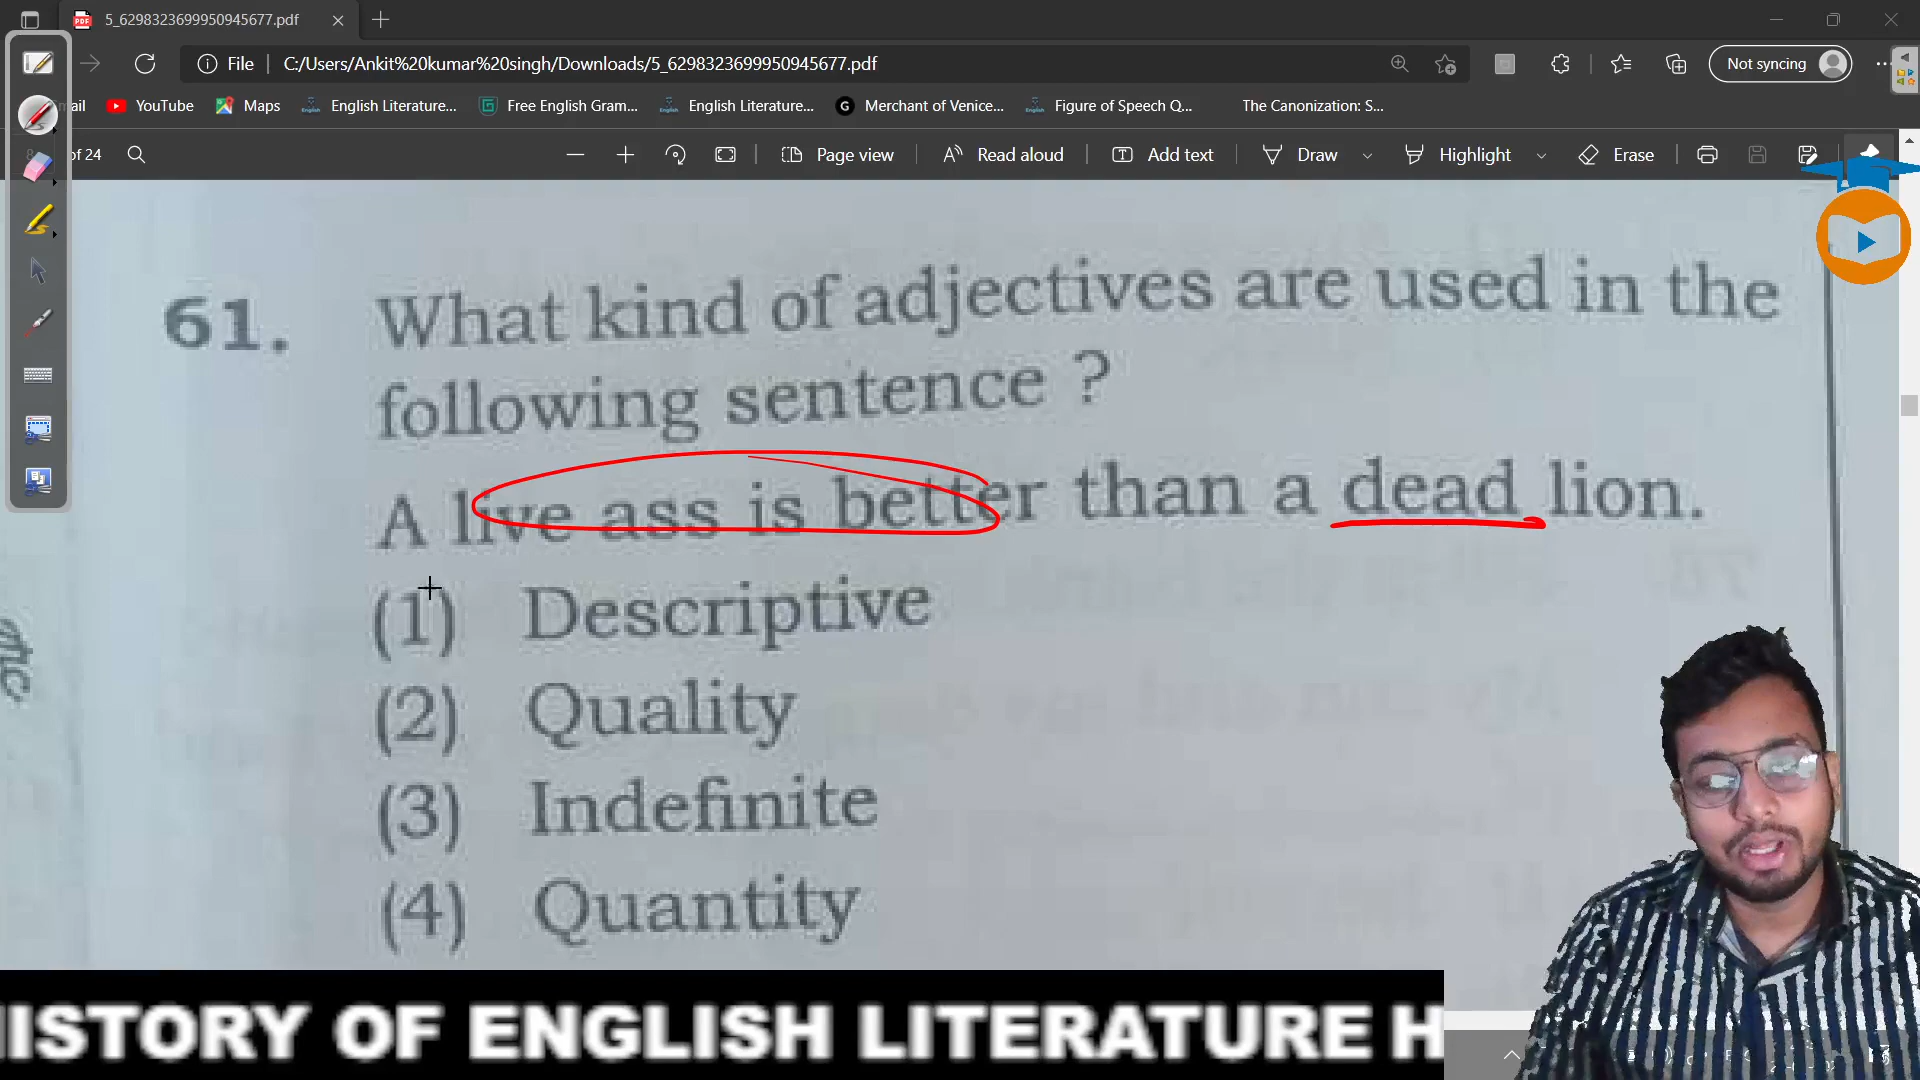 5_6298323699950945677.pdf
File C:/Users/Ankit%20kumar%20singh/Downloads/5_6298323699950945677.pdf Not syncing
mail YouTube Maps English Literature... Free English Gram... English Literature... Merchant of Venice... Figure of Speech Q... The Canonization: S...
of 24 Page view Read aloud Add text Draw Highlight Erase
61. What kind of adjectives are used in the
following sentence ?
A live ass is better than a dead lion.
(1) Descriptive
(2) Quality
(3) Indefinite
(4) Quantity
HISTORY OF ENGLISH LITERATURE H